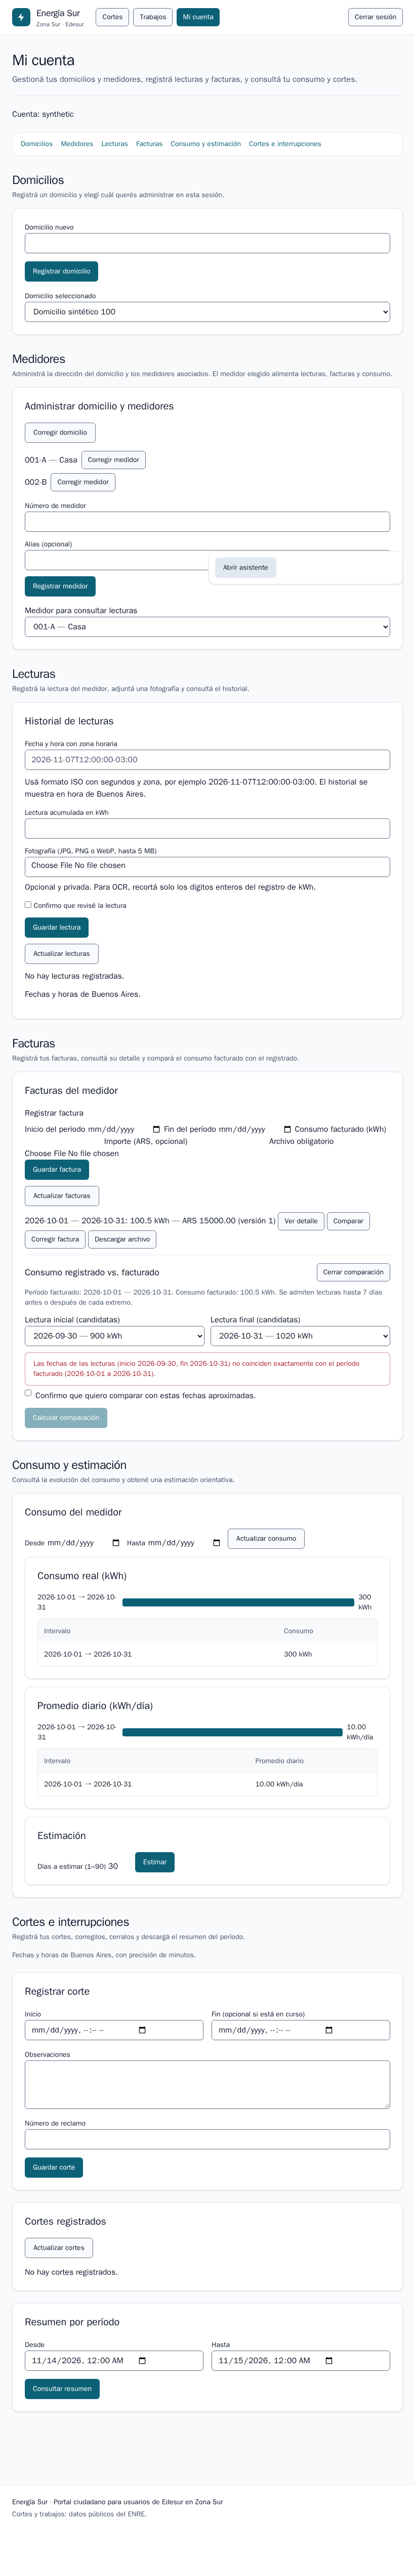 Energía Sur
Zona Sur · Edesur
Cortes
Trabajos
Mi cuenta
Cerrar sesión
Mi cuenta
Gestioná tus domicilios y medidores, registrá lecturas y facturas, y consultá tu consumo y cortes.
Cuenta: synthetic
Domicilios
Medidores
Lecturas
Facturas
Consumo y estimación
Cortes e interrupciones
Domicilios
Registrá un domicilio y elegí cuál querés administrar en esta sesión.
Domicilio nuevo
Registrar domicilio
Domicilio seleccionado
Domicilio sintético 100
Medidores
Administrá la dirección del domicilio y los medidores asociados. El medidor elegido alimenta lecturas, facturas y consumo.
Administrar domicilio y medidores
Corregir domicilio
001-A — Casa
Corregir medidor
002-B
Corregir medidor
Número de medidor
Alias (opcional)
Abrir asistente
Registrar medidor
Medidor para consultar lecturas
001-A — Casa
Lecturas
Registrá la lectura del medidor, adjuntá una fotografía y consultá el historial.
Historial de lecturas
Fecha y hora con zona horaria
2026-11-07T12:00:00-03:00
Usá formato ISO con segundos y zona, por ejemplo 2026-11-07T12:00:00-03:00. El historial se
muestra en hora de Buenos Aires.
Lectura acumulada en kWh
Fotografía (JPG, PNG o WebP, hasta 5 MB)
Choose File No file chosen
Opcional y privada. Para OCR, recortá solo los dígitos enteros del registro de kWh.
Confirmo que revisé la lectura
Guardar lectura
Actualizar lecturas
No hay lecturas registradas.
Fechas y horas de Buenos Aires.
Facturas
Registrá tus facturas, consultá su detalle y compará el consumo facturado con el registrado.
Facturas del medidor
Registrar factura
Inicio del período mm/dd/yyyy Fin del período mm/dd/yyyy Consumo facturado (kWh)
Importe (ARS, opcional) Archivo obligatorio
Choose File No file chosen
Guardar factura
Actualizar facturas
2026-10-01 — 2026-10-31: 100.5 kWh — ARS 15000.00 (versión 1) Ver detalle Comparar
Corregir factura Descargar archivo
Consumo registrado vs. facturado
Cerrar comparación
Período facturado: 2026-10-01 — 2026-10-31. Consumo facturado: 100.5 kWh. Se admiten lecturas hasta 7 días
antes o después de cada extremo.
Lectura inicial (candidatas)
Lectura final (candidatas)
2026-09-30 — 900 kWh
2026-10-31 — 1020 kWh
Las fechas de las lecturas (inicio 2026-09-30, fin 2026-10-31) no coinciden exactamente con el período
facturado (2026-10-01 a 2026-10-31).
Confirmo que quiero comparar con estas fechas aproximadas.
Calcular comparación
Consumo y estimación
Consultá la evolución del consumo y obtené una estimación orientativa.
Consumo del medidor
Desde mm/dd/yyyy Hasta mm/dd/yyyy Actualizar consumo
Consumo real (kWh)
2026-10-01 → 2026-10-
31
300
kWh
Intervalo Consumo
2026-10-01 → 2026-10-31 300 kWh
Promedio diario (kWh/día)
2026-10-01 → 2026-10-
31
10.00
kWh/día
Intervalo Promedio diario
2026-10-01 → 2026-10-31 10.00 kWh/día
Estimación
Días a estimar (1–90) 30 Estimar
Cortes e interrupciones
Registrá tus cortes, corregilos, cerralos y descargá el resumen del período.
Fechas y horas de Buenos Aires, con precisión de minutos.
Registrar corte
Inicio
Fin (opcional si está en curso)
mm/dd/yyyy, --:-- --
mm/dd/yyyy, --:-- --
Observaciones
Número de reclamo
Guardar corte
Cortes registrados
Actualizar cortes
No hay cortes registrados.
Resumen por período
Desde
Hasta
11/14/2026, 12:00 AM
11/15/2026, 12:00 AM
Consultar resumen
Energía Sur · Portal ciudadano para usuarios de Edesur en Zona Sur
Cortes y trabajos: datos públicos del ENRE.